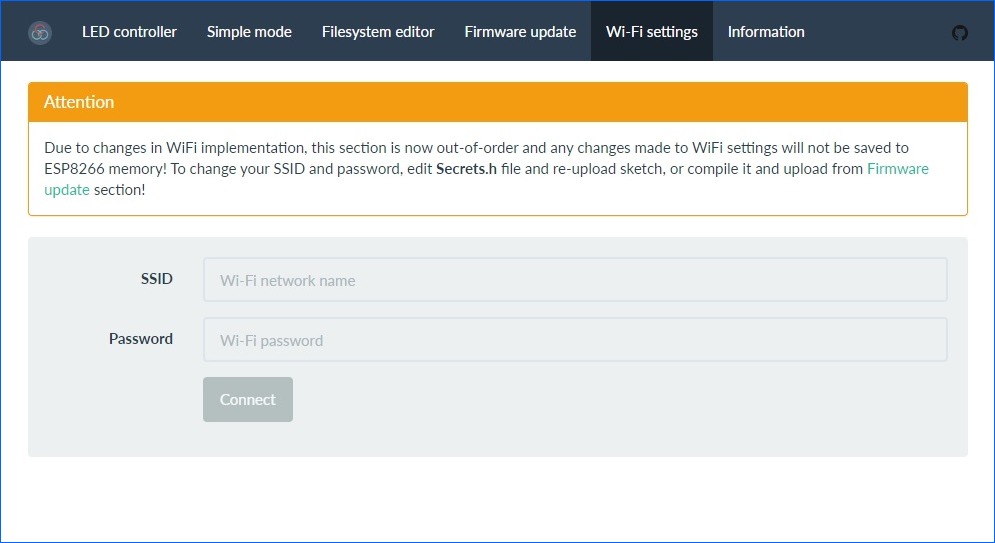 LED controller Simple mode Filesystem editor Firmware update Wi-Fi settings Information
Attention
Due to changes in WiFi implementation, this section is now out-of-order and any changes made to WiFi settings will not be saved to
ESP8266 memory! To change your SSID and password, edit Secrets.h file and re-upload sketch, or compile it and upload from Firmware
update section!
SSID Wi-Fi network name
Password Wi-Fi password
Connect